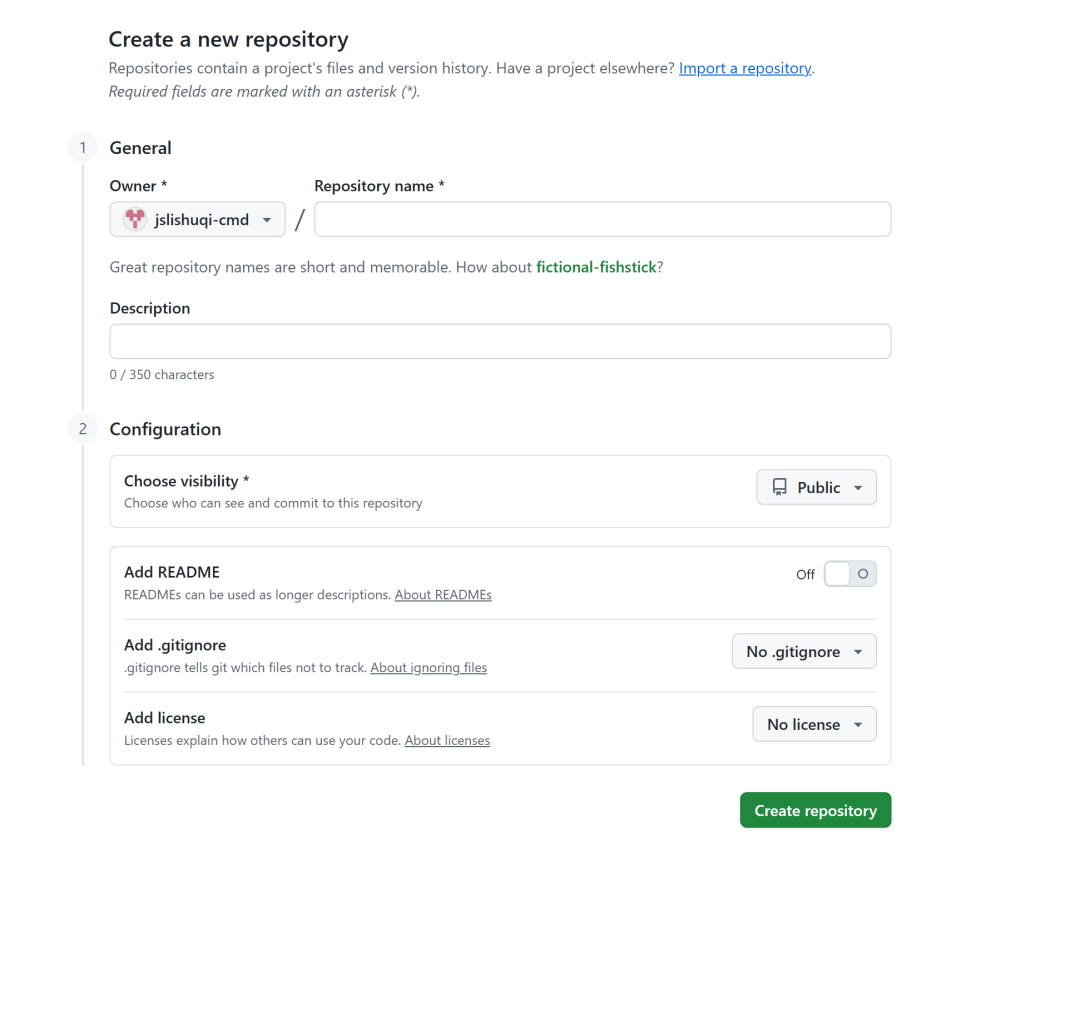 Create a new repository
Repositories contain a project's files and version history. Have a project elsewhere? Import a repository.
Required fields are marked with an asterisk (*).
1 General
Owner * Repository name *
jslishuqi-cmd /
Great repository names are short and memorable. How about fictional-fishstick?
Description
0 / 350 characters
2 Configuration
Choose visibility *
Choose who can see and commit to this repository
Public
Add README
READMEs can be used as longer descriptions. About READMEs
Off
Add .gitignore
.gitignore tells git which files not to track. About ignoring files
No .gitignore
Add license
Licenses explain how others can use your code. About licenses
No license
Create repository